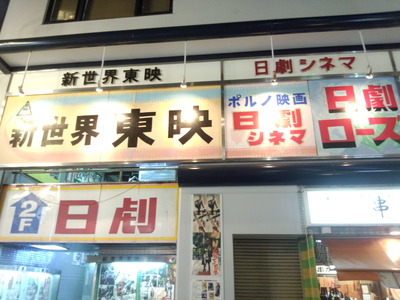 新世界東映
日劇シネマ
新世界 東映
ポルノ映画
日劇
シネマ
日劇
ローズ
2F
日劇
串